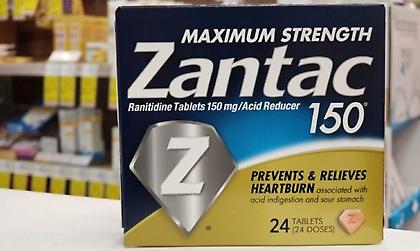 MAXIMUM STRENGTH
Zantac
Ranitidine Tablets 150 mg/Acid Reducer
150®
Z
PREVENTS & RELIEVES
HEARTBURN associated with
acid indigestion and sour stomach
24 TABLETS
(24 DOSES)